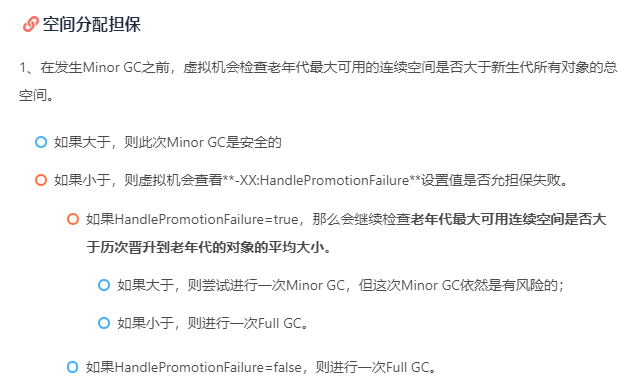 空间分配担保
1、在发生Minor GC之前，虚拟机会检查老年代最大可用的连续空间是否大于新生代所有对象的总
空间。
如果大于，则此次Minor GC是安全的
如果小于，则虚拟机会查看**-XX:HandlePromotionFailure**设置值是否允担保失败。
如果HandlePromotionFailure=true，那么会继续检查老年代最大可用连续空间是否大
于历次晋升到老年代的对象的平均大小。
如果大于，则尝试进行一次Minor GC，但这次Minor GC依然是有风险的；
如果小于，则进行一次Full GC。
如果HandlePromotionFailure=false，则进行一次Full GC。